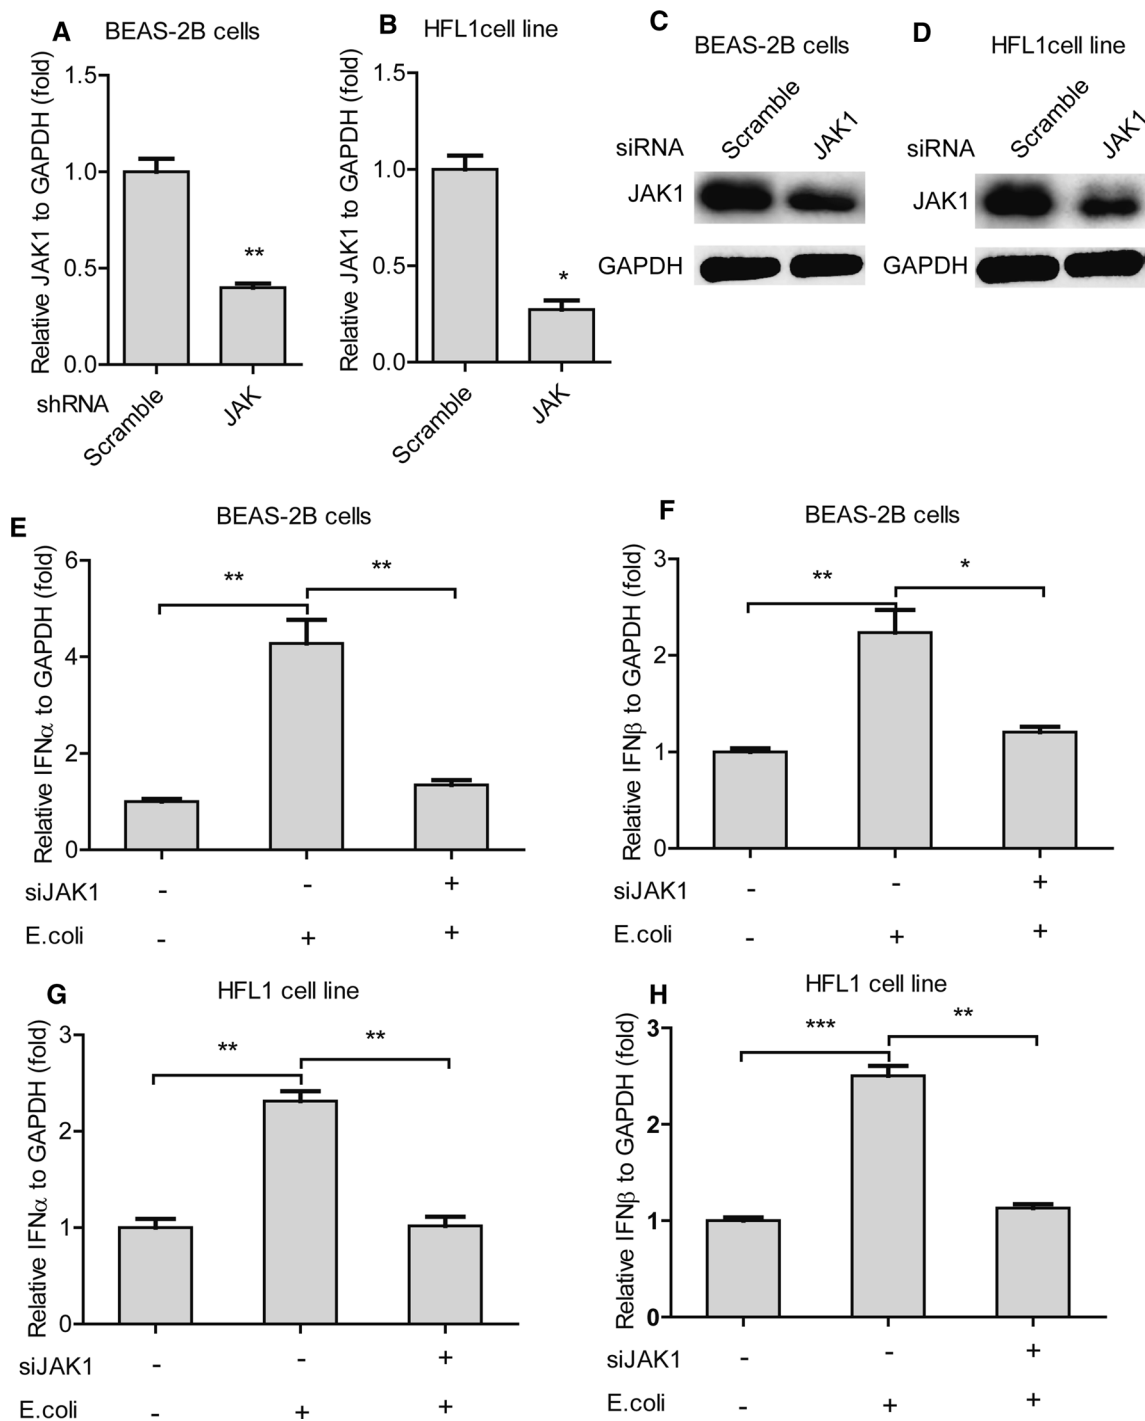 A
BEAS-2B cells
Relative JAK1 to GAPDH (fold)
1.5
1.0
0.5
0.0
**
shRNA
Scramble
JAK
B
HFL1cell line
Relative JAK1 to GAPDH (fold)
1.5
1.0
0.5
0.0
*
Scramble
JAK
C
BEAS-2B cells
siRNA
Scramble
JAK1
JAK1
GAPDH
D
HFL1cell line
siRNA
Scramble
JAK1
JAK1
GAPDH
E
BEAS-2B cells
Relative IFNα to GAPDH (fold)
6
4
2
0
** **
siJAK1 - - +
E.coli - + +
F
BEAS-2B cells
Relative IFNβ to GAPDH (fold)
3
2
1
0
** *
siJAK1 - - +
E.coli - + +
G
HFL1 cell line
Relative IFNα to GAPDH (fold)
3
2
1
0
** **
siJAK1 - - +
E.coli - + +
H
HFL1 cell line
Relative IFNβ to GAPDH (fold)
3
2
1
0
*** **
siJAK1 - - +
E.coli - + +